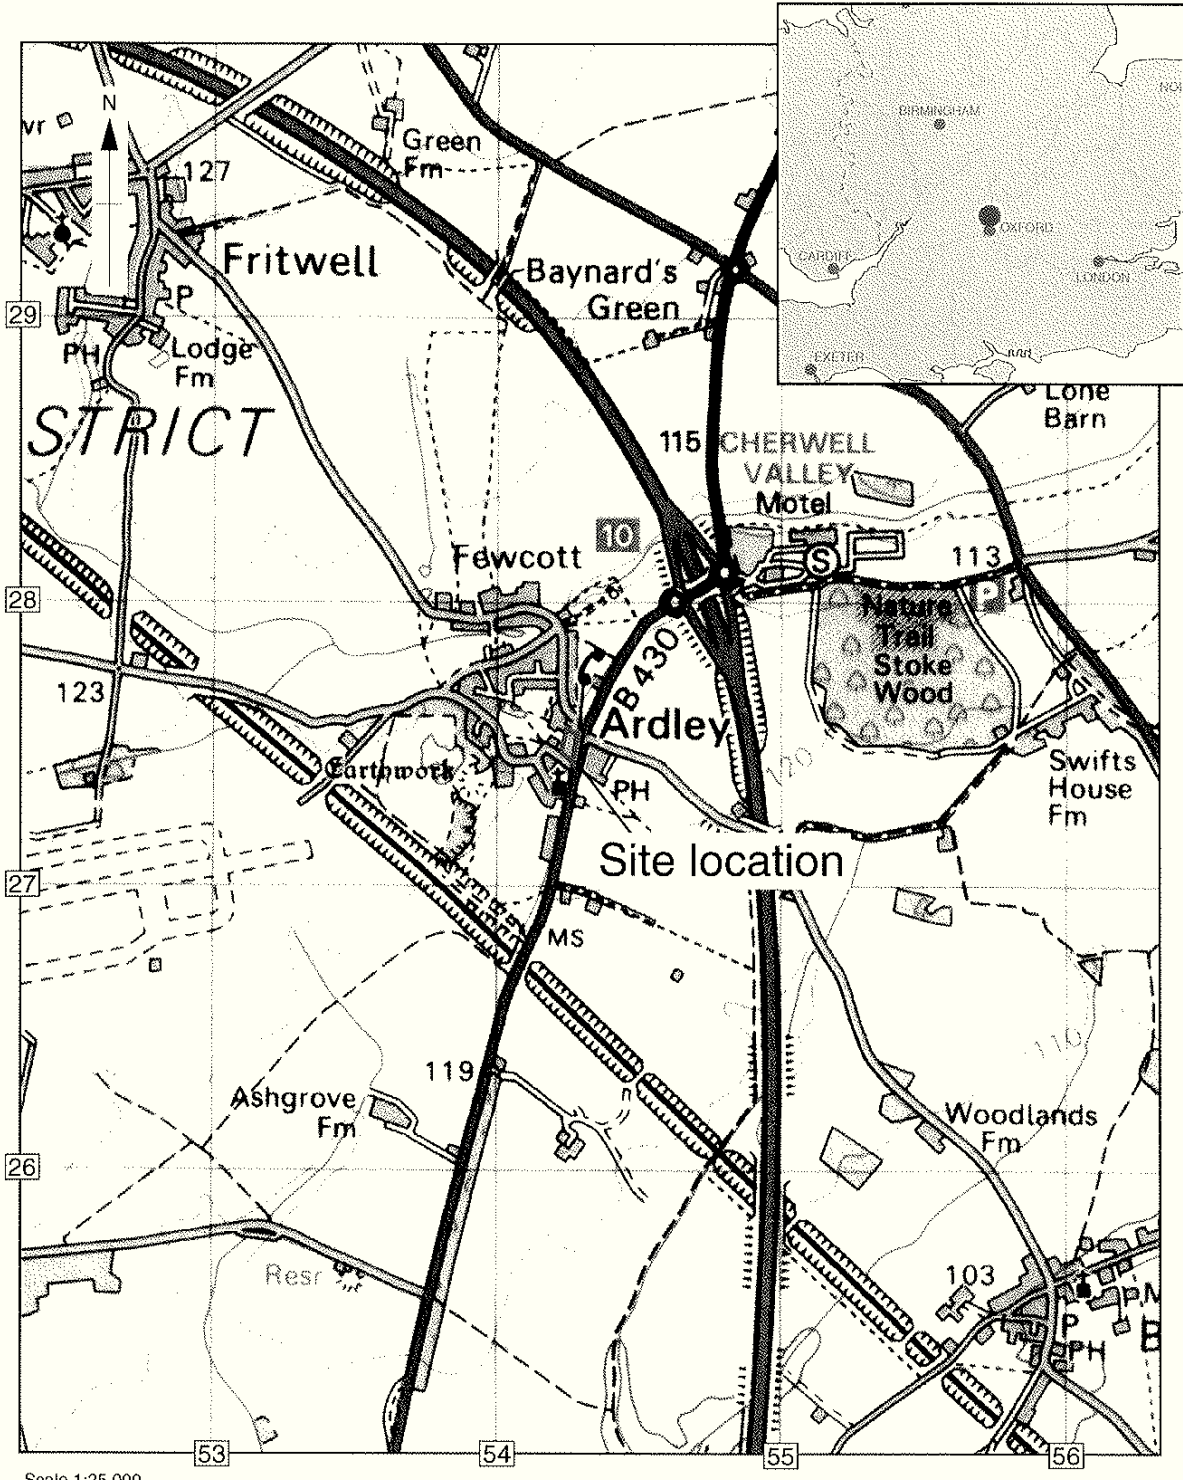 BIRMINGHAM
OXFORD
CARDIFF
LONDON
EXETER
N
127
Green
Fm
Fritwell
Baynard's
Green
29
P
PH
Lodge
Fm
STRICT
Lone
Barn
115
CHERWELL
VALLEY
Motel
10
S
113
Fewcott
28
P
Nature
Trail
Stoke
Wood
B 430
123
Ardley
Earthwork
PH
120
Swifts
House
Fm
Site location
27
MS
110
119
Ashgrove
Fm
Woodlands
Fm
26
Resr
103
P
PH
53
54
55
56
Scale 1:25,000